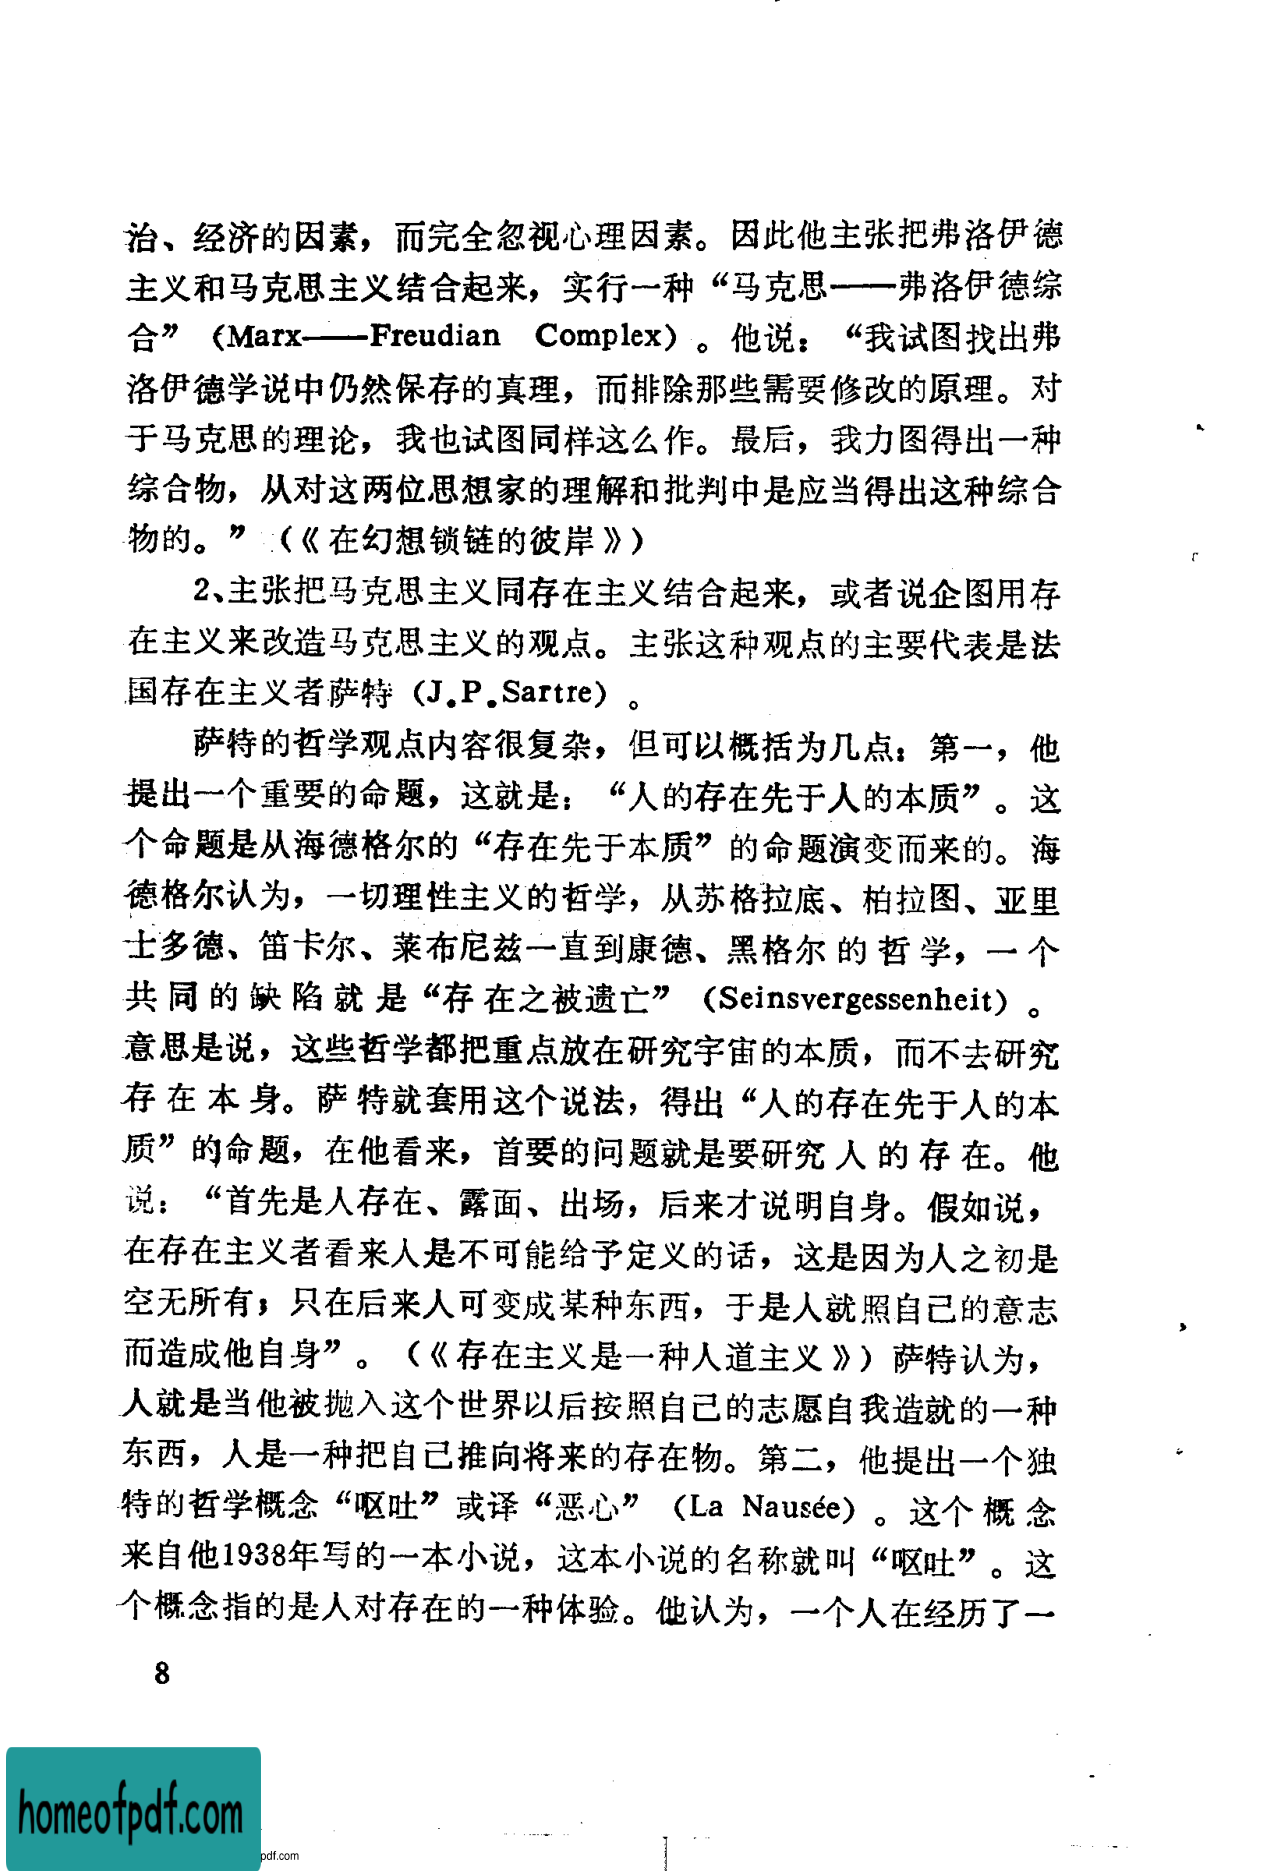 治、经济的因素，而完全忽视心理因素。因此他主张把弗洛伊德
主义和马克思主义结合起来，实行一种“马克思——弗洛伊德综
合”（Marx——Freudian Complex）。他说：“我试图找出弗
洛伊德学说中仍然保存的真理，而排除那些需要修改的原理。对
于马克思的理论，我也试图同样这么作。最后，我力图得出一种
综合物，从对这两位思想家的理解和批判中是应当得出这种综合
物的。”（《在幻想锁链的彼岸》）
2、主张把马克思主义同存在主义结合起来，或者说企图用存
在主义来改造马克思主义的观点。主张这种观点的主要代表是法
国存在主义者萨特（J.P.Sartre）。
萨特的哲学观点内容很复杂，但可以概括为几点：第一，他
提出一个重要的命题，这就是：“人的存在先于人的本质”。这
个命题是从海德格尔的“存在先于本质”的命题演变而来的。海
德格尔认为，一切理性主义的哲学，从苏格拉底、柏拉图、亚里
士多德、笛卡尔、莱布尼兹一直到康德、黑格尔的哲学，一个
共同的缺陷就是“存在之被遗亡”（Seinsvergessenheit）。
意思是说，这些哲学都把重点放在研究宇宙的本质，而不去研究
存在本身。萨特就套用这个说法，得出“人的存在先于人的本
质”的命题，在他看来，首要的问题就是要研究人的存在。他
说：“首先是人存在、露面、出场，后来才说明自身。假如说，
在存在主义者看来人是不可能给予定义的话，这是因为人之初是
空无所有；只在后来人可变成某种东西，于是人就照自己的意志
而造成他自身”。（《存在主义是一种人道主义》）萨特认为，
人就是当他被抛入这个世界以后按照自己的志愿自我造就的一种
东西，人是一种把自己推向将来的存在物。第二，他提出一个独
特的哲学概念“呕吐”或译“恶心”（La Nausée）。这个概念
来自他1938年写的一本小说，这本小说的名称就叫“呕吐”。这
个概念指的是人对存在的一种体验。他认为，一个人在经历了一
8
homeofpdf.com
pdf.com